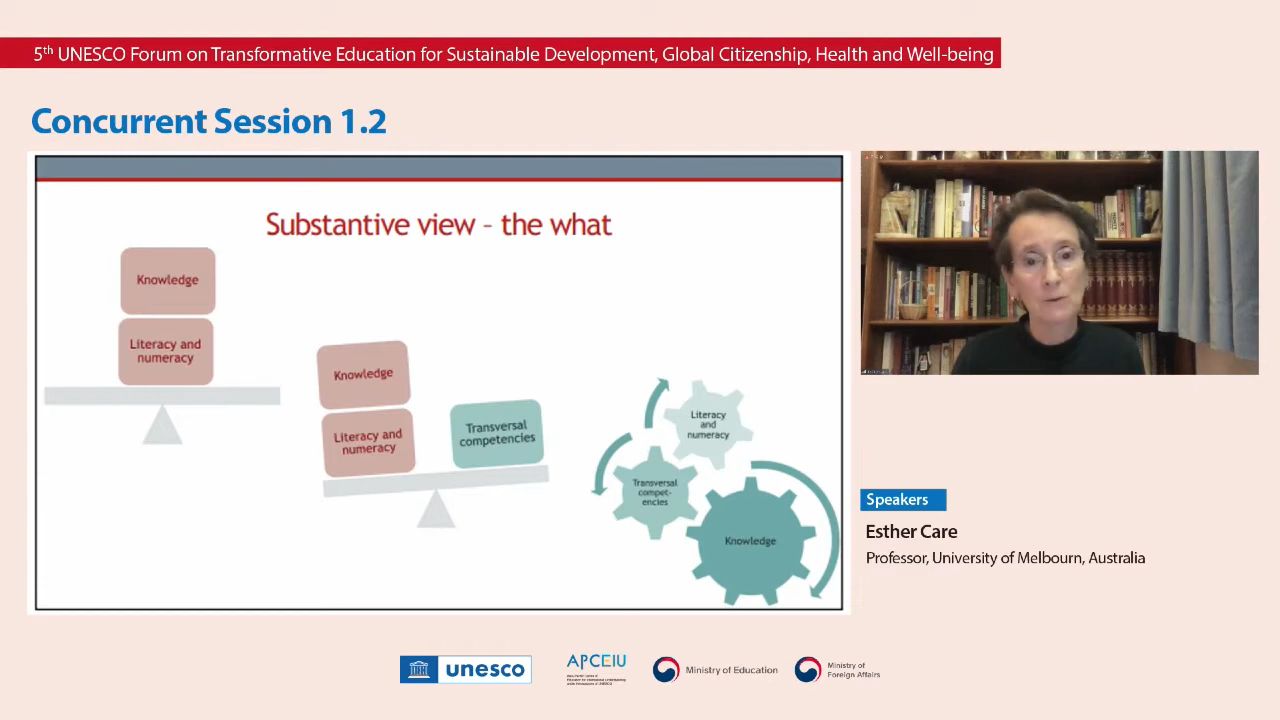 5th UNESCO Forum on Transformative Education for Sustainable Development, Global Citizenship, Health and Well-being
Concurrent Session 1.2
Substantive view - the what
Knowledge
Literacy and
numeracy
Knowledge
Literacy and
numeracy
Transversal
competencies
Literacy
and
numeracy
Transversal
compet-
encies
Knowledge
Speakers
Esther Care
Professor, University of Melbourn, Australia
unesco
APCEIU
Ministry of Education
Ministry of
Foreign Affairs